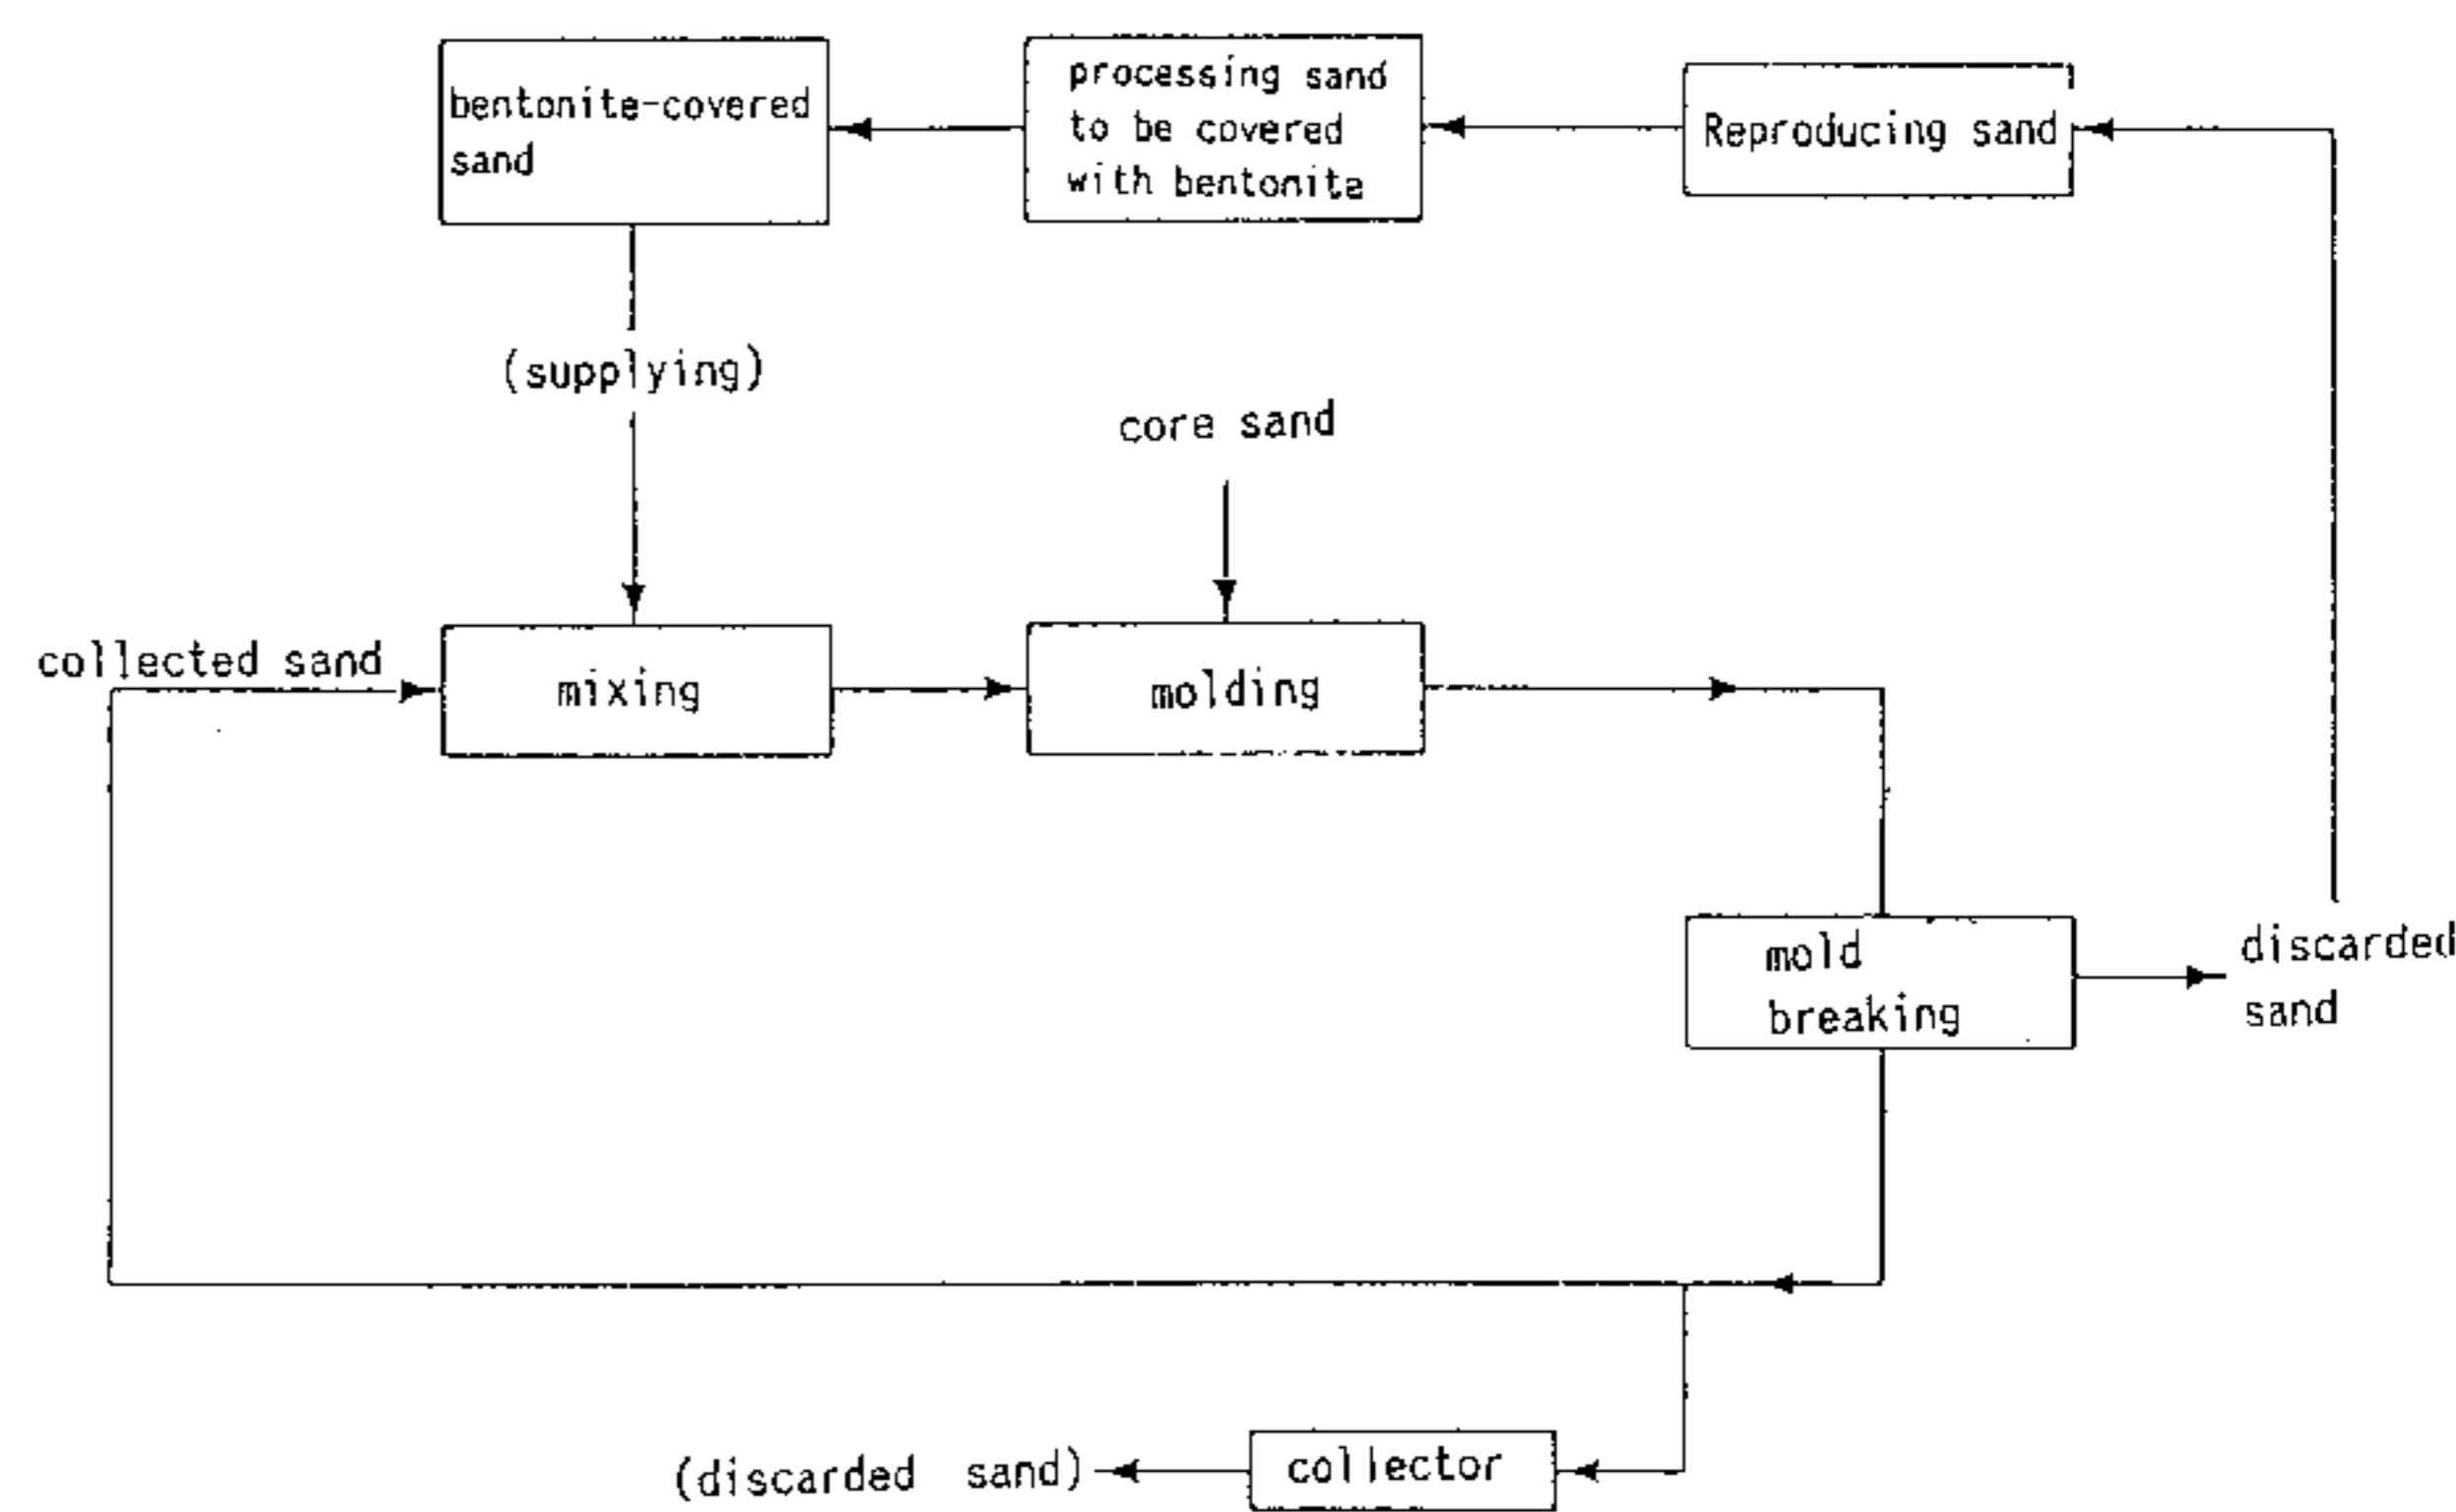 bentonite-covered
sand
processing sand
to be covered
with bentonite
Reproducing sand
(supplying)
core sand
collected sand
mixing
molding
mold
breaking
discarded
sand
(discarded sand)
collector